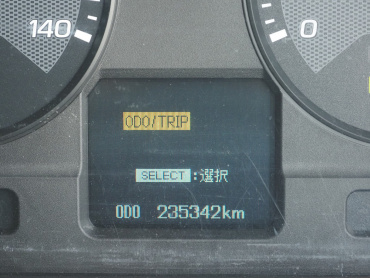 140
0
ODO/TRIP
SELECT:選択
ODO 235342km